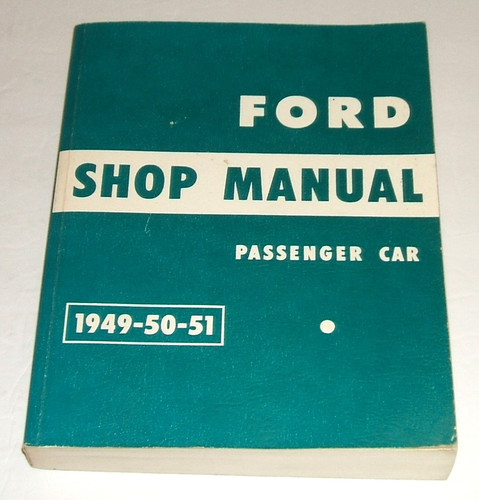 FORD
SHOP MANUAL
PASSENGER CAR
1949-50-51